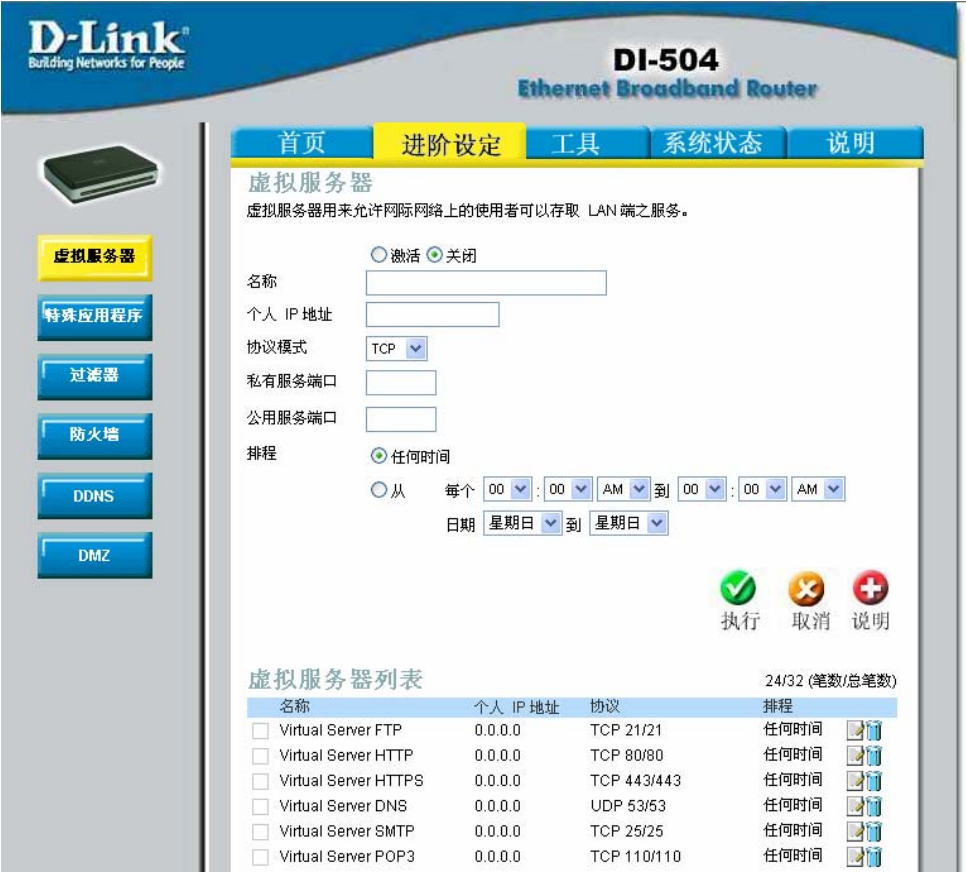 D-Link®
Building Networks for People
DI-504
Ethernet Broadband Router
首页 进阶设定 工具 系统状态 说明
虚拟服务器
特殊应用程序
过滤器
防火墙
DDNS
DMZ
虚拟服务器
虚拟服务器用来允许网际网络上的使用者可以存取 LAN 端之服务。
激活 关闭
名称
个人 IP 地址
协议模式 TCP
私有服务端口
公用服务端口
排程 任何时间
从 每个 00 : 00 AM 到 00 : 00 AM
日期 星期日 到 星期日
执行 取消 说明
虚拟服务器列表 24/32 (笔数/总笔数)
名称 个人 IP 地址 协议 排程
Virtual Server FTP 0.0.0.0 TCP 21/21 任何时间
Virtual Server HTTP 0.0.0.0 TCP 80/80 任何时间
Virtual Server HTTPS 0.0.0.0 TCP 443/443 任何时间
Virtual Server DNS 0.0.0.0 UDP 53/53 任何时间
Virtual Server SMTP 0.0.0.0 TCP 25/25 任何时间
Virtual Server POP3 0.0.0.0 TCP 110/110 任何时间